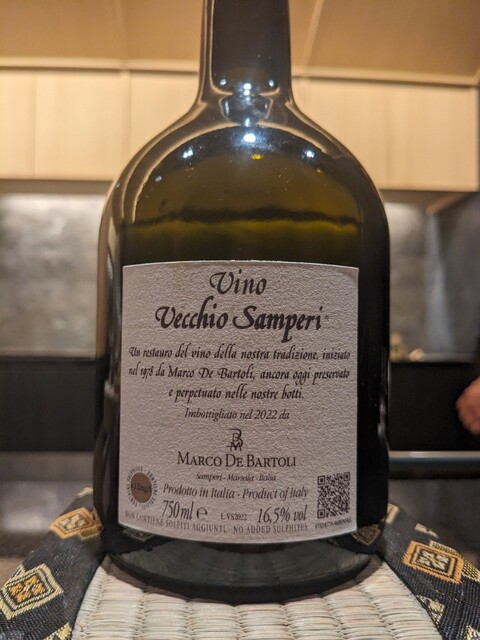 Vino
Vecchio Samperi®
Un restauro del vino della nostra tradizione, iniziato
nel 1978 da Marco De Bartoli, ancora oggi preservato
e perpetuato nelle nostre botti.
Imbottigliato nel 2022 da
MARCO DE BARTOLI
Samperi - Marsala - Italia
Prodotto in Italia - Product of Italy
750 ml e L.VS2022 16,5% vol
NON CONTIENE SOLFITI AGGIUNTI - NO ADDED SULPHITES